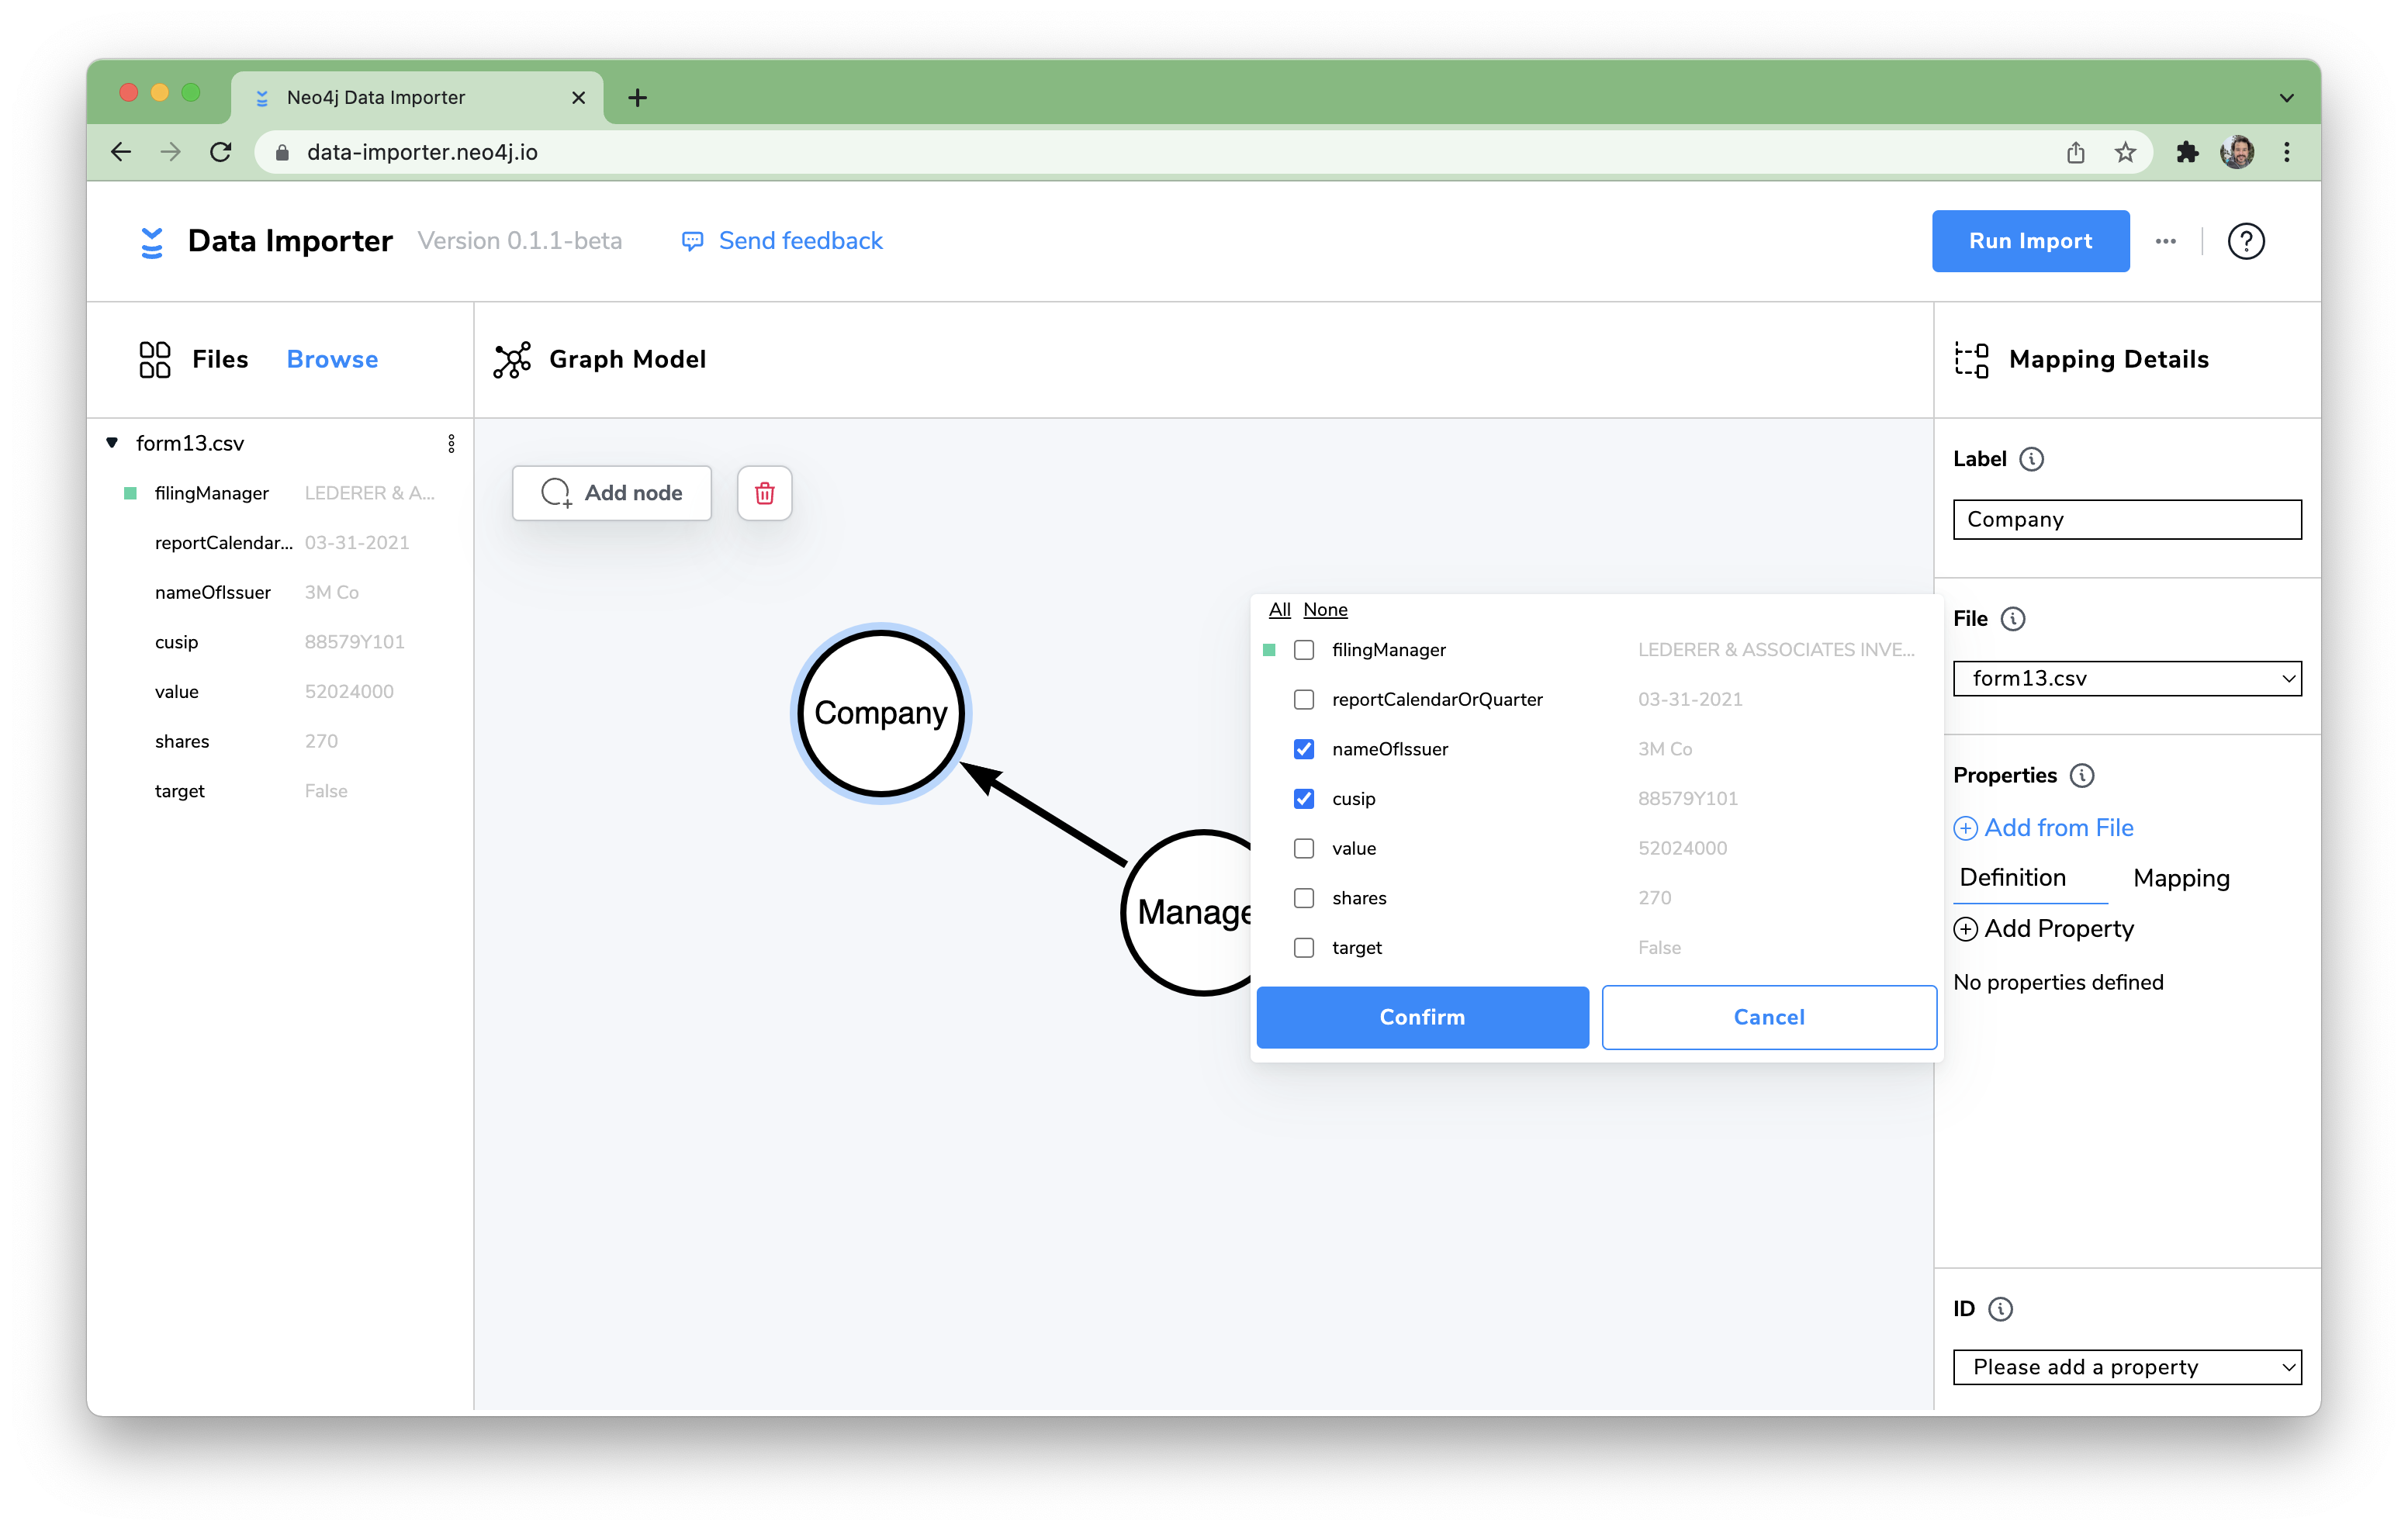 Neo4j Data Importer
data-importer.neo4j.io
Data Importer Version 0.1.1-beta Send feedback Run Import
Files Browse
Graph Model
Mapping Details
form13.csv
filingManager LEDERER & A...
reportCalendar... 03-31-2021
nameOfIssuer 3M Co
cusip 88579Y101
value 52024000
shares 270
target False
Add node
Company
Manage
All None
filingManager LEDERER & ASSOCIATES INVE...
reportCalendarOrQuarter 03-31-2021
nameOfIssuer 3M Co
cusip 88579Y101
value 52024000
shares 270
target False
Confirm Cancel
Label
Company
File
form13.csv
Properties
Add from File
Definition Mapping
Add Property
No properties defined
ID
Please add a property